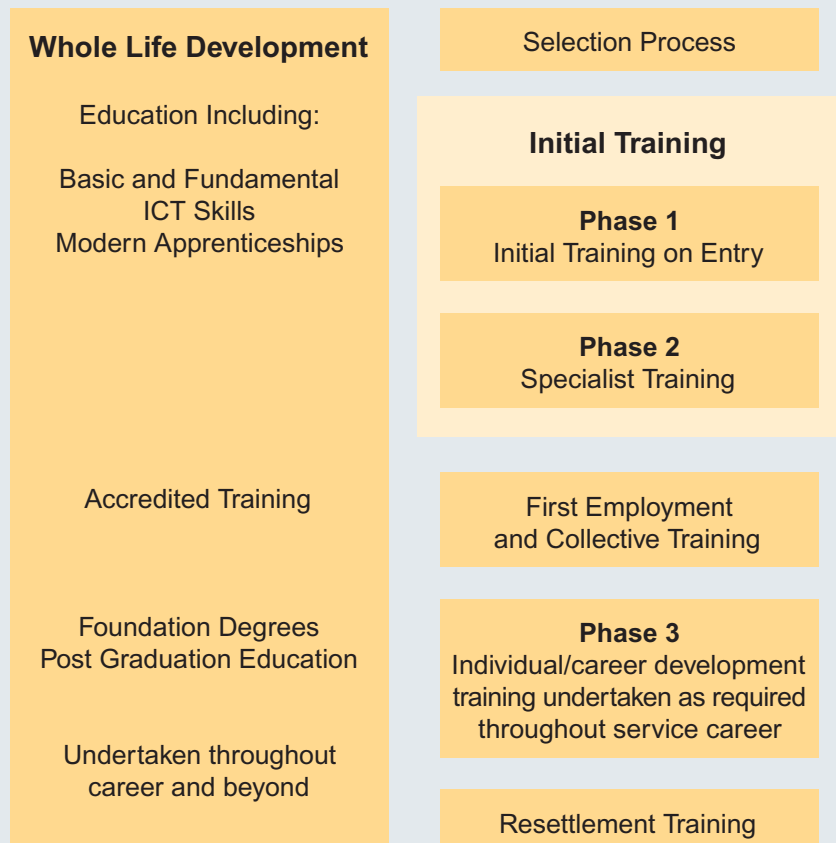 Whole Life Development
Education Including:
Basic and Fundamental
ICT Skills
Modern Apprenticeships
Accredited Training
Foundation Degrees
Post Graduation Education
Undertaken throughout
career and beyond
Selection Process
Initial Training
Phase 1
Initial Training on Entry
Phase 2
Specialist Training
First Employment
and Collective Training
Phase 3
Individual/career development
training undertaken as required
throughout service career
Resettlement Training